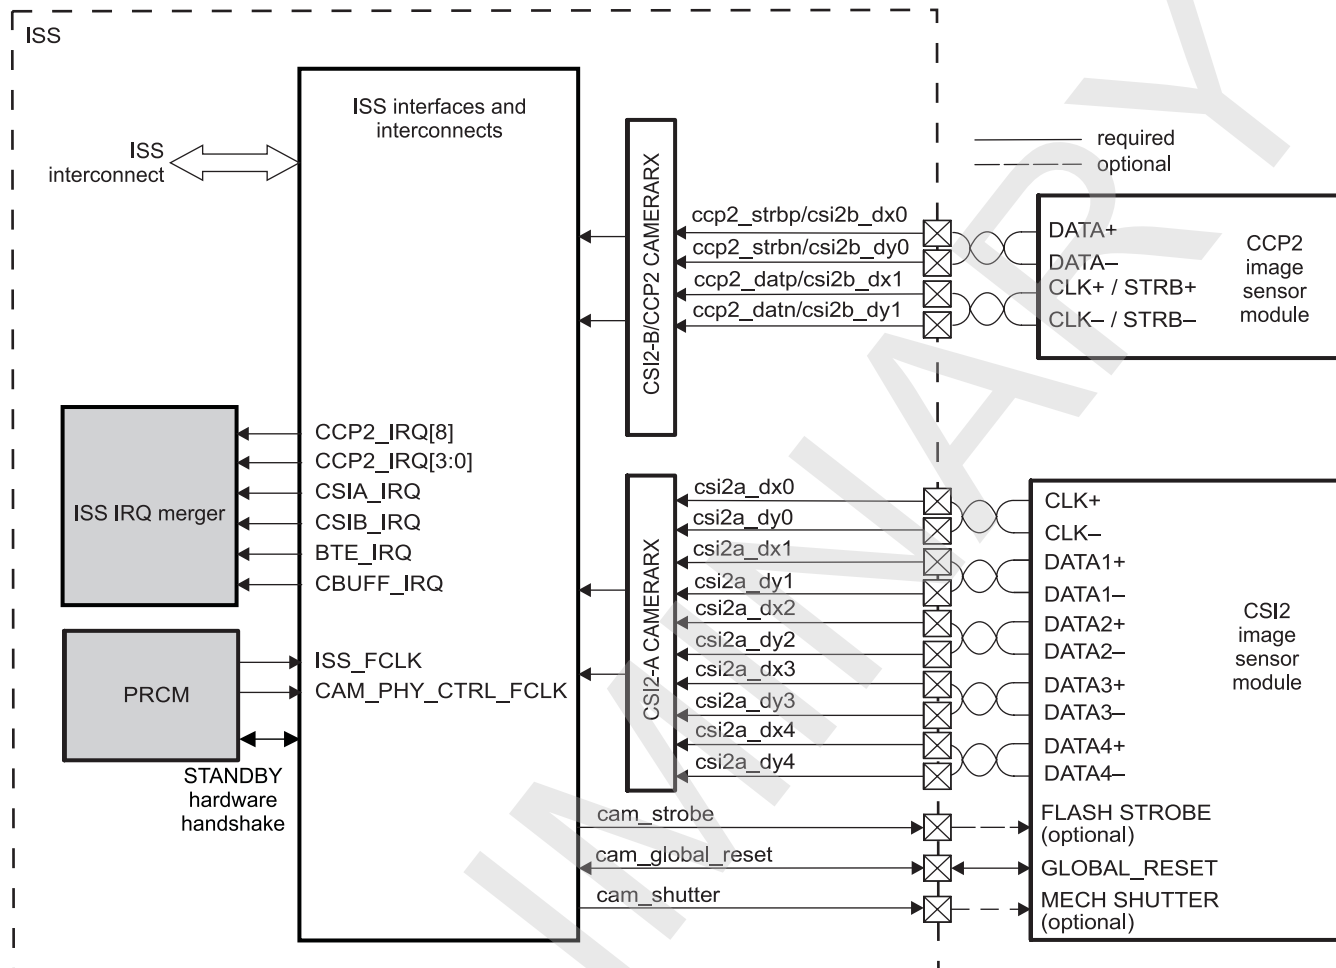 ISS
ISS interfaces and
interconnects
ISS
interconnect
CSI2-B/CCP2 CAMERARX
ccp2_strbp/csi2b_dx0
ccp2_strbn/csi2b_dy0
ccp2_datp/csi2b_dx1
ccp2_datn/csi2b_dy1
required
optional
DATA+
DATA–
CLK+ / STRB+
CLK– / STRB–
CCP2
image
sensor
module
ISS IRQ merger
CCP2_IRQ[8]
CCP2_IRQ[3:0]
CSIA_IRQ
CSIB_IRQ
BTE_IRQ
CBUFF_IRQ
PRCM
ISS_FCLK
CAM_PHY_CTRL_FCLK
STANDBY
hardware
handshake
CSI2-A CAMERARX
csi2a_dx0
csi2a_dy0
csi2a_dx1
csi2a_dy1
csi2a_dx2
csi2a_dy2
csi2a_dx3
csi2a_dy3
csi2a_dx4
csi2a_dy4
cam_strobe
cam_global_reset
cam_shutter
CLK+
CLK–
DATA1+
DATA1–
DATA2+
DATA2–
DATA3+
DATA3–
DATA4+
DATA4–
FLASH STROBE
(optional)
GLOBAL_RESET
MECH SHUTTER
(optional)
CSI2
image
sensor
module
IMINARY